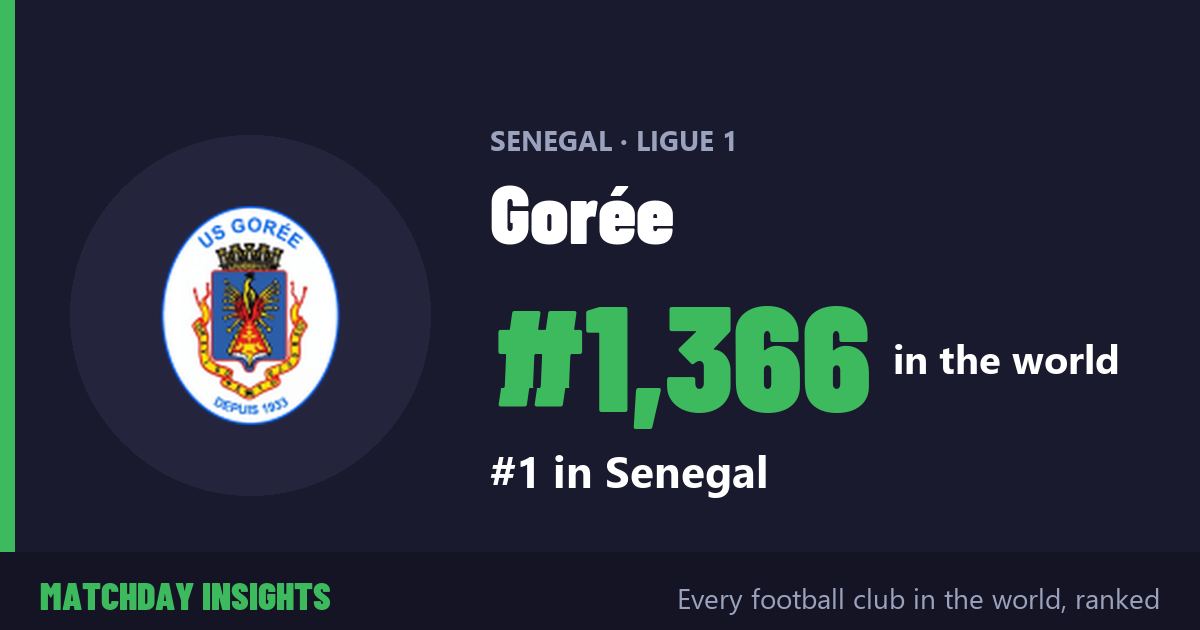 SENEGAL · LIGUE 1
Gorée
US GORÉE
DEPUIS 1933
#1,366 in the world
#1 in Senegal
MATCHDAY INSIGHTS
Every football club in the world, ranked